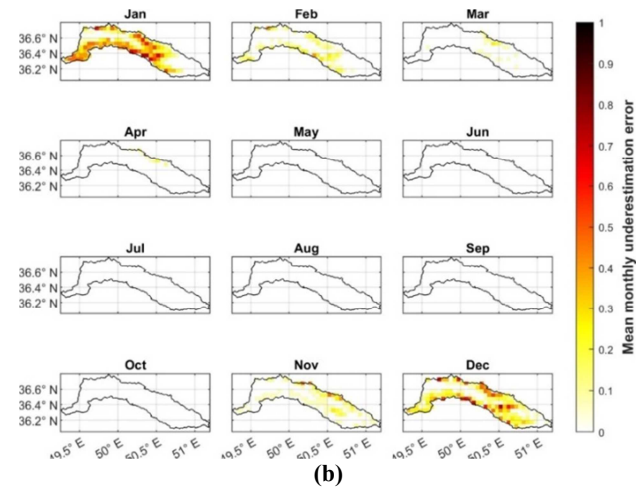 Jan Feb Mar
36.6° N
36.4° N
36.2° N
Apr May Jun
36.6° N
36.4° N
36.2° N
Jul Aug Sep
36.6° N
36.4° N
36.2° N
Oct Nov Dec
36.6° N
36.4° N
36.2° N
49.5° E 50° E 50.5° E 51° E 49.5° E 50° E 50.5° E 51° E 49.5° E 50° E 50.5° E 51° E
1
0.9
0.8
0.7
0.6
0.5
0.4
0.3
0.2
0.1
0
Mean monthly underestimation error
(b)